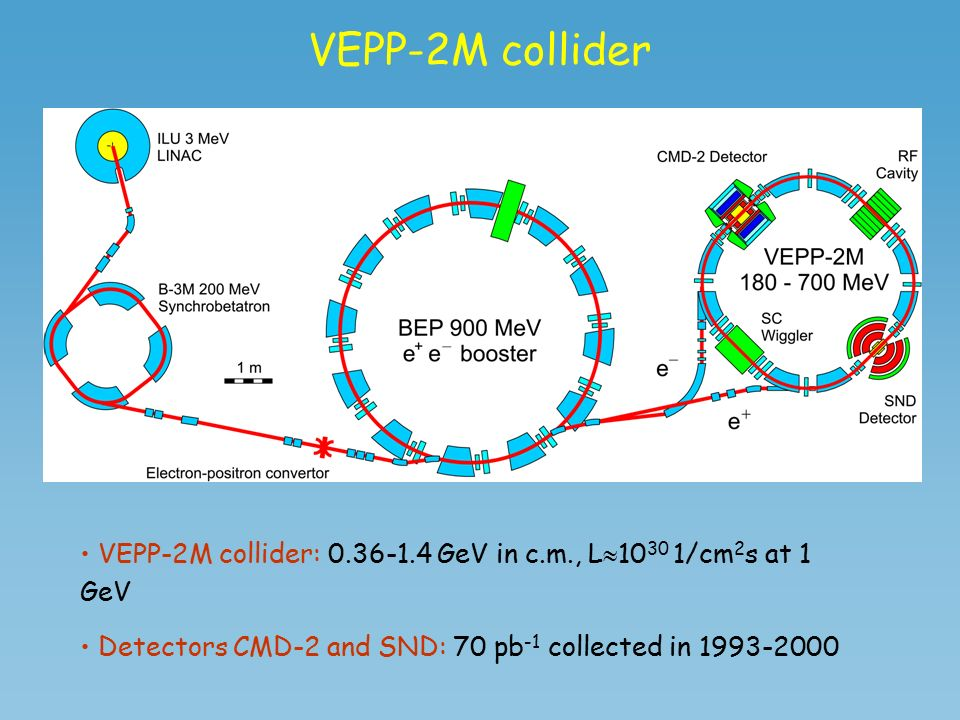 VEPP-2M collider
ILU 3 MeV
LINAC
CMD-2 Detector
RF
Cavity
B-3M 200 MeV
Synchrobetatron
VEPP-2M
180 - 700 MeV
BEP 900 MeV
e⁺ e⁻ booster
SC
Wiggler
1 m
e⁻
e⁺
SND
Detector
Electron-positron convertor
• VEPP-2M collider: 0.36-1.4 GeV in c.m., L≈10³⁰ 1/cm²s at 1
GeV
• Detectors CMD-2 and SND: 70 pb⁻¹ collected in 1993-2000